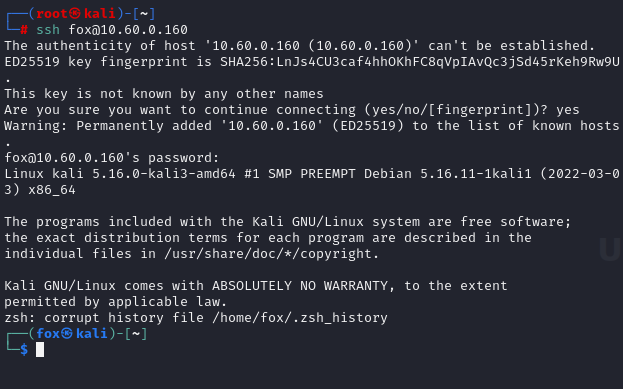 ┌──(root㉿kali)-[~]
└─# ssh fox@10.60.0.160
The authenticity of host '10.60.0.160 (10.60.0.160)' can't be established.
ED25519 key fingerprint is SHA256:LnJs4CU3caf4hhOKhFC8qVpIAvQc3jSd45rKeh9Rw9U
.
This key is not known by any other names
Are you sure you want to continue connecting (yes/no/[fingerprint])? yes
Warning: Permanently added '10.60.0.160' (ED25519) to the list of known hosts
.
fox@10.60.0.160's password:
Linux kali 5.16.0-kali3-amd64 #1 SMP PREEMPT Debian 5.16.11-1kali1 (2022-03-0
3) x86_64

The programs included with the Kali GNU/Linux system are free software;
the exact distribution terms for each program are described in the
individual files in /usr/share/doc/*/copyright.

Kali GNU/Linux comes with ABSOLUTELY NO WARRANTY, to the extent
permitted by applicable law.
zsh: corrupt history file /home/fox/.zsh_history
┌──(fox㉿kali)-[~]
└─$